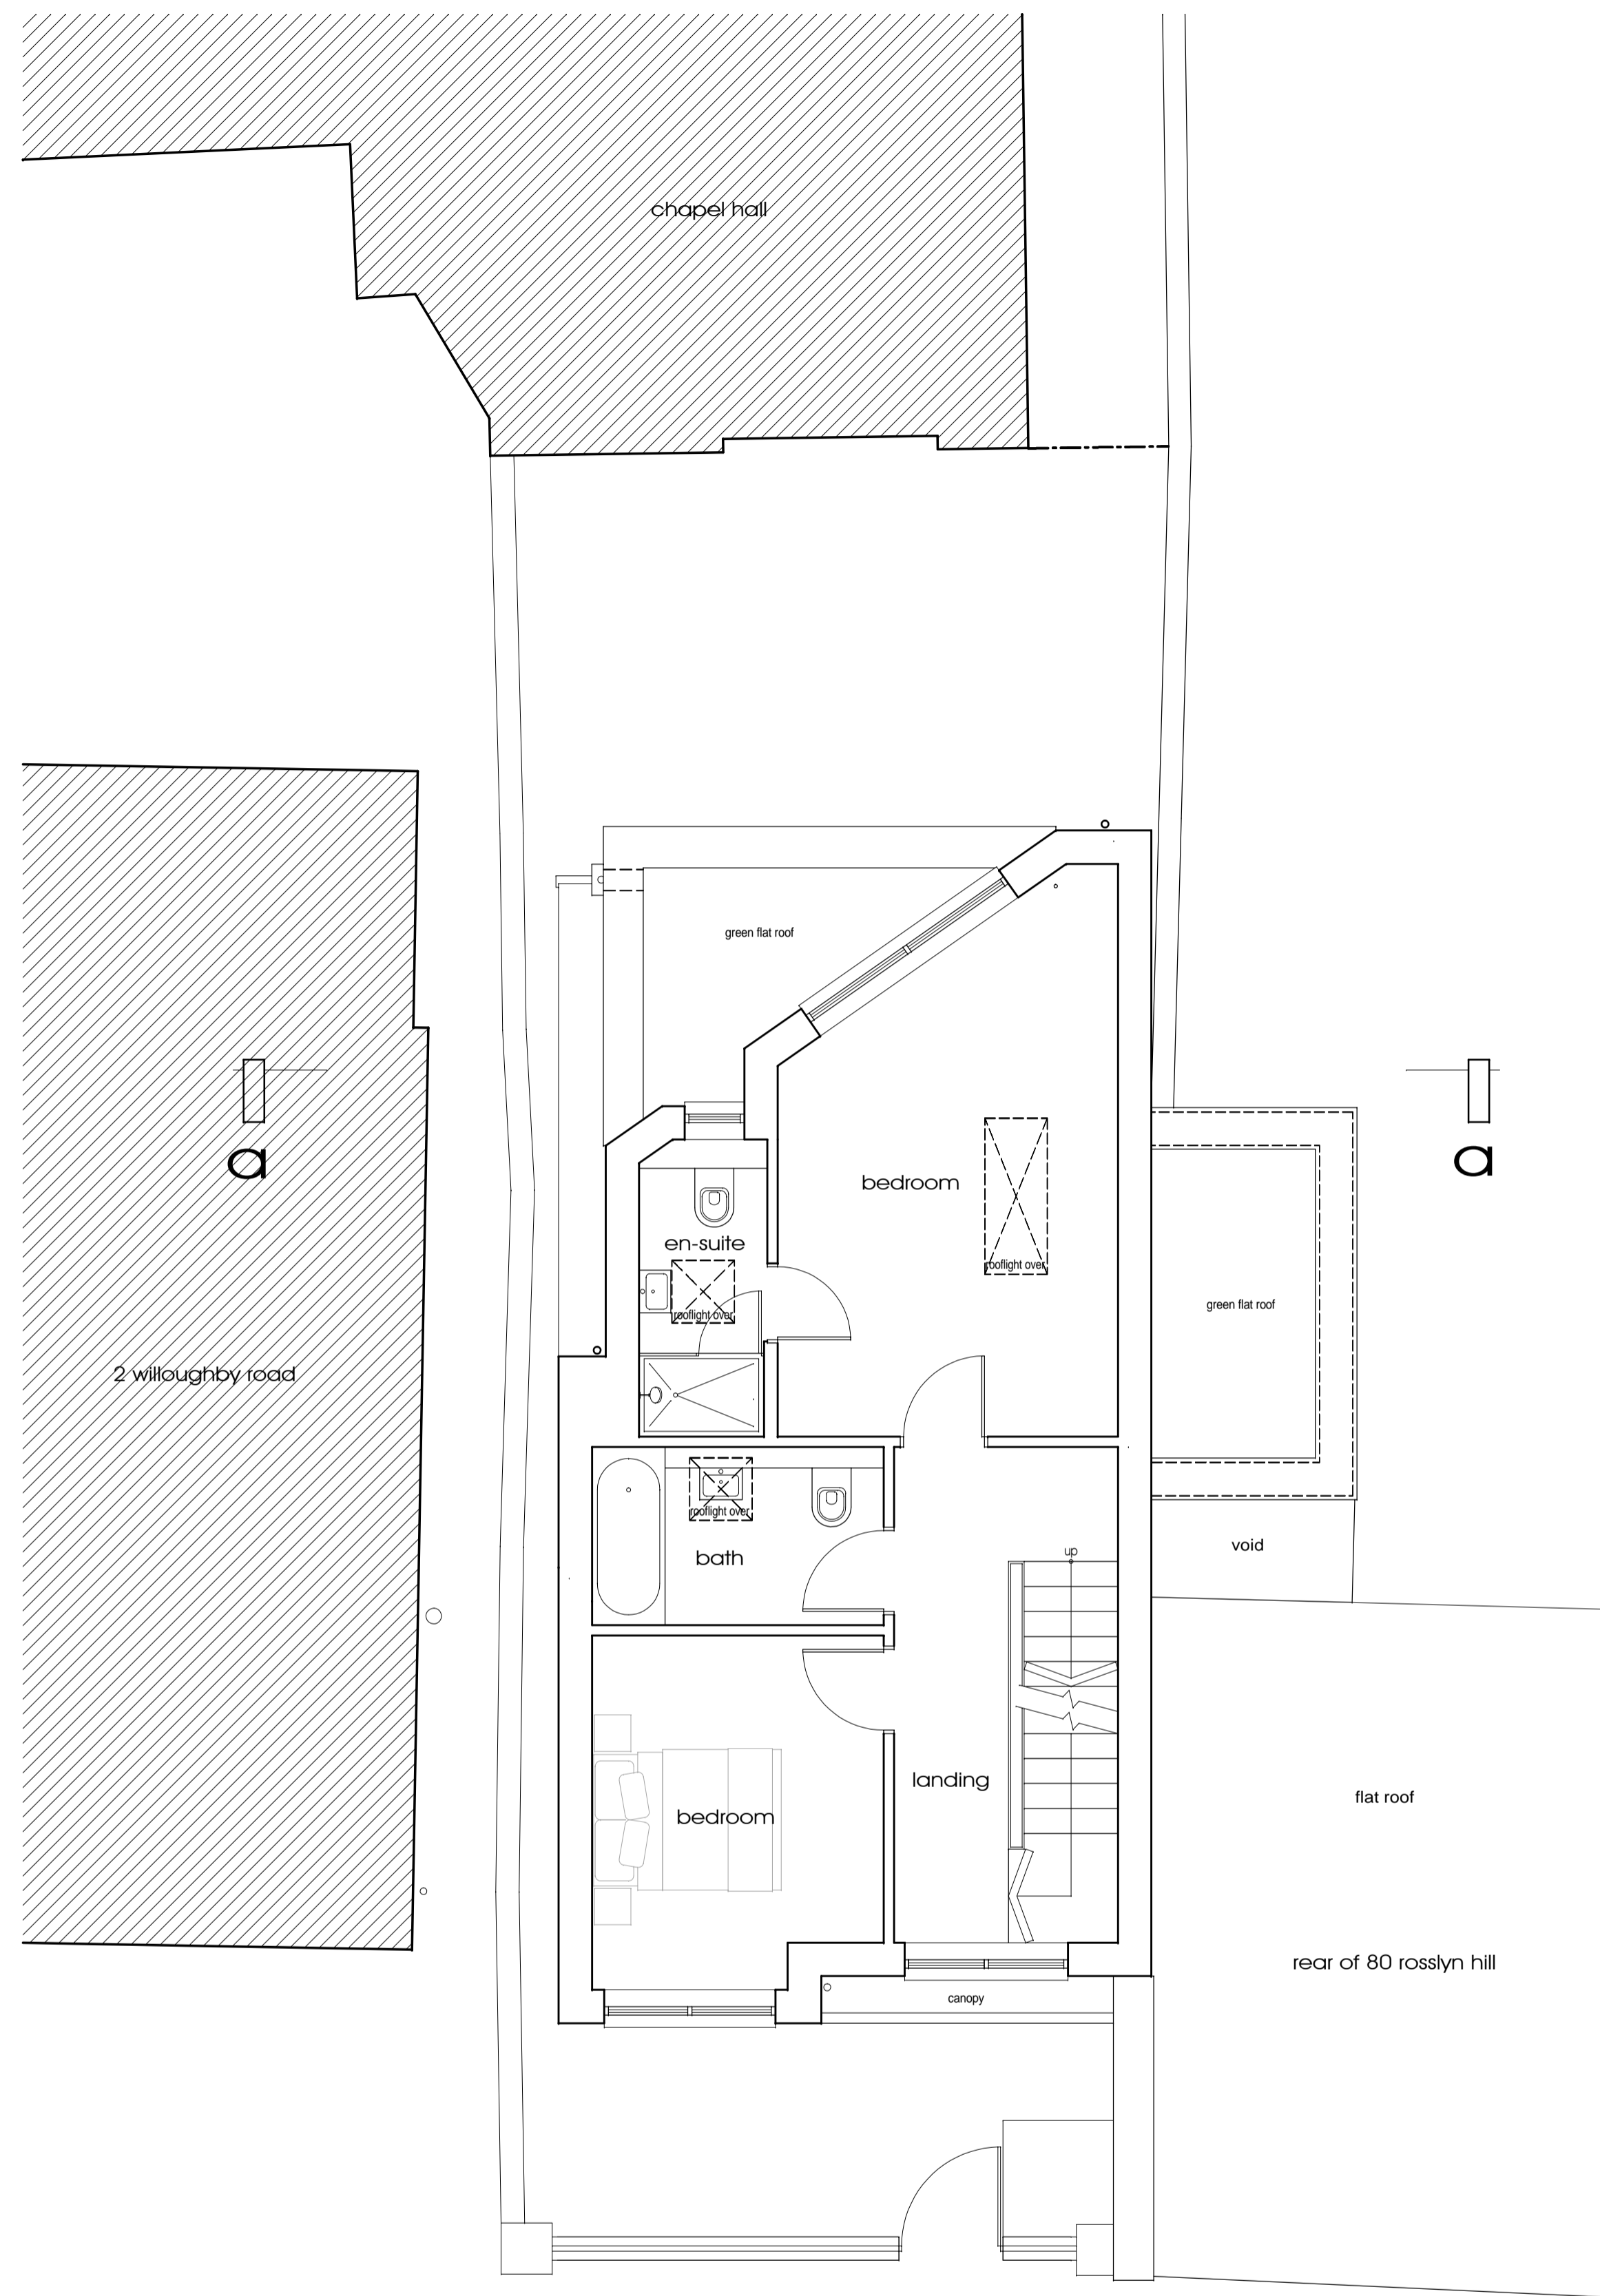 chapel hall
green flat roof
a
a
bedroom
en-suite
rooflight over
rooflight over
green flat roof
2 willoughby road
rooflight over
bath
void
up
landing
flat roof
bedroom
rear of 80 rosslyn hill
canopy